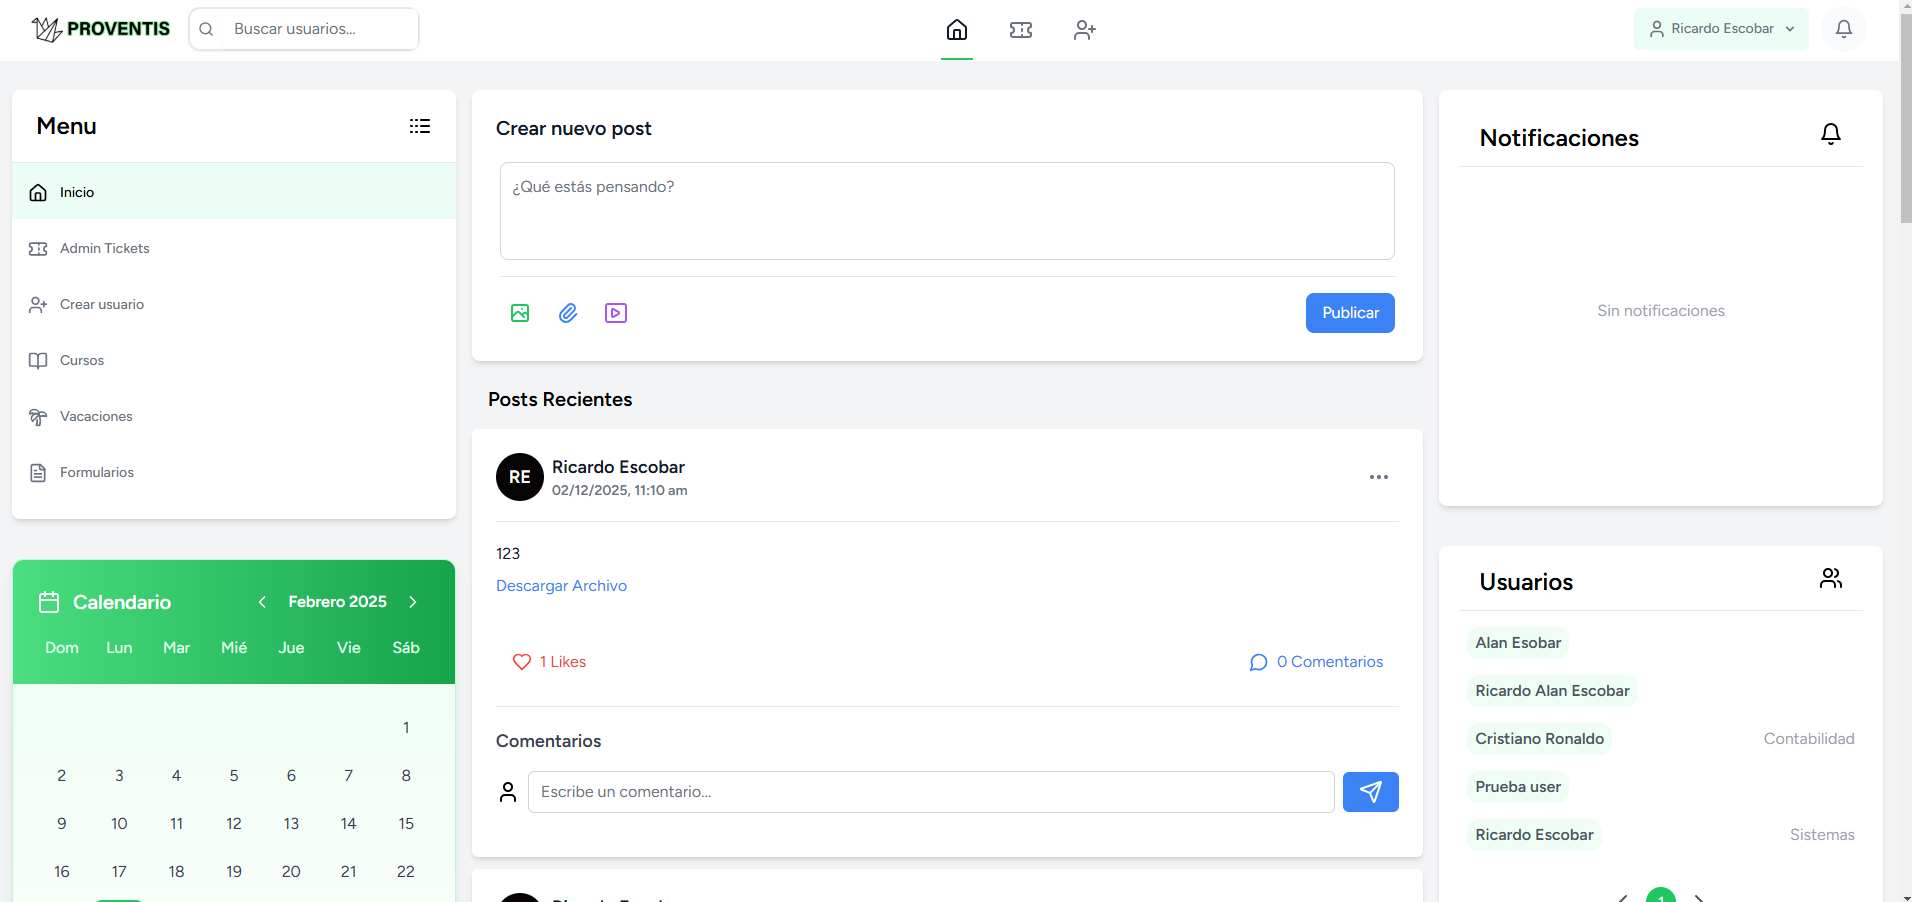 PROVENTIS
Buscar usuarios...
Ricardo Escobar
Menu
Inicio
Admin Tickets
Crear usuario
Cursos
Vacaciones
Formularios
Calendario
Febrero 2025
Dom Lun Mar Mié Jue Vie Sáb
1
2 3 4 5 6 7 8
9 10 11 12 13 14 15
16 17 18 19 20 21 22
Crear nuevo post
¿Qué estás pensando?
Publicar
Posts Recientes
RE
Ricardo Escobar
02/12/2025, 11:10 am
123
Descargar Archivo
1 Likes
0 Comentarios
Comentarios
Escribe un comentario...
Notificaciones
Sin notificaciones
Usuarios
Alan Esobar
Ricardo Alan Escobar
Cristiano Ronaldo Contabilidad
Prueba user
Ricardo Escobar Sistemas
1